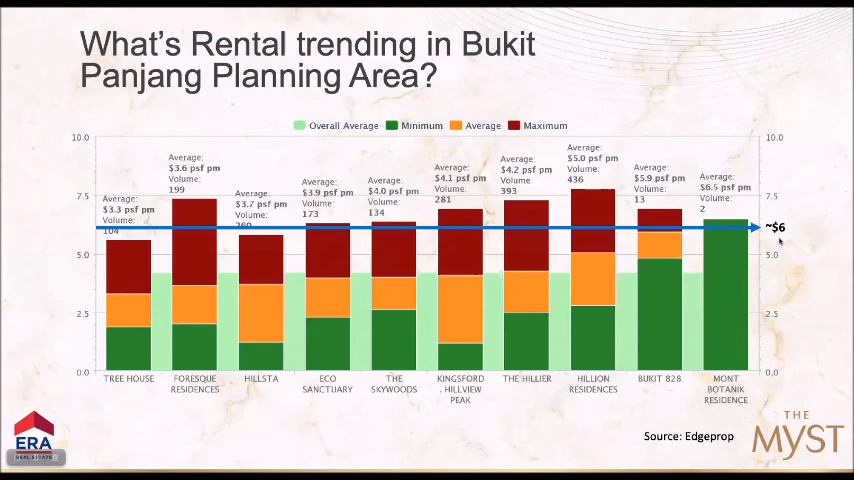 What's Rental trending in Bukit
Panjang Planning Area?
Overall Average Minimum Average Maximum
10.0
7.5
5.0
2.5
0.0
Average:
$3.3 psf pm
Volume:
104
Average:
$3.6 psf pm
Volume:
199
Average:
$3.7 psf pm
Volume:
260
Average:
$3.9 psf pm
Volume:
173
Average:
$4.0 psf pm
Volume:
134
Average:
$4.1 psf pm
Volume:
281
Average:
$4.2 psf pm
Volume:
393
Average:
$5.0 psf pm
Volume:
436
Average:
$5.9 psf pm
Volume:
13
Average:
$6.5 psf pm
Volume:
2
10.0
7.5
~$6
5.0
2.5
0.0
TREE HOUSE
FORESQUE
RESIDENCES
HILLSTA
ECO
SANCTUARY
THE
SKYWOODS
KINGSFORD
. HILLVIEW
PEAK
THE HILLIER
HILLION
RESIDENCES
BUKIT 828
MONT
BOTANIK
RESIDENCE
ERA
REAL ESTATE
Source: Edgeprop
THE
MYST